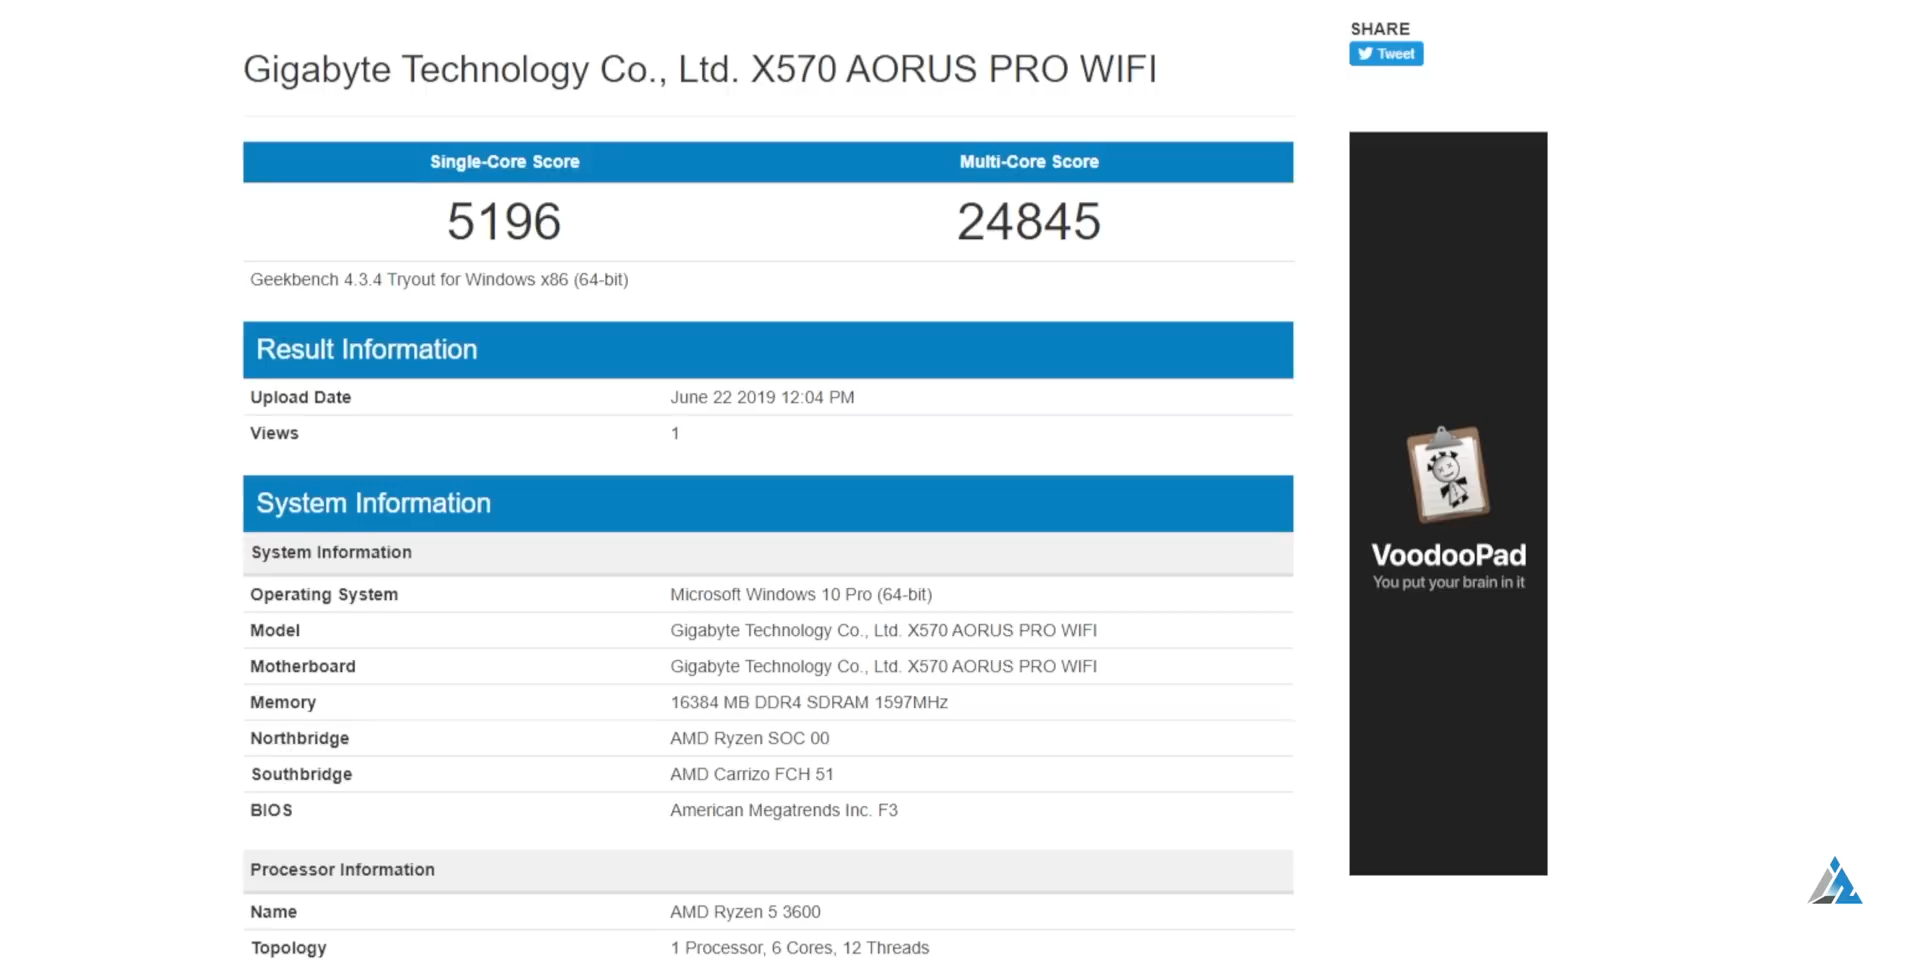 SHARE
Tweet
Gigabyte Technology Co., Ltd. X570 AORUS PRO WIFI
Single-Core Score Multi-Core Score
5196 24845
Geekbench 4.3.4 Tryout for Windows x86 (64-bit)
Result Information
Upload Date June 22 2019 12:04 PM
Views 1
System Information
System Information
Operating System Microsoft Windows 10 Pro (64-bit)
Model Gigabyte Technology Co., Ltd. X570 AORUS PRO WIFI
Motherboard Gigabyte Technology Co., Ltd. X570 AORUS PRO WIFI
Memory 16384 MB DDR4 SDRAM 1597MHz
Northbridge AMD Ryzen SOC 00
Southbridge AMD Carrizo FCH 51
BIOS American Megatrends Inc. F3
Processor Information
Name AMD Ryzen 5 3600
Topology 1 Processor, 6 Cores, 12 Threads
VoodooPad
You put your brain in it